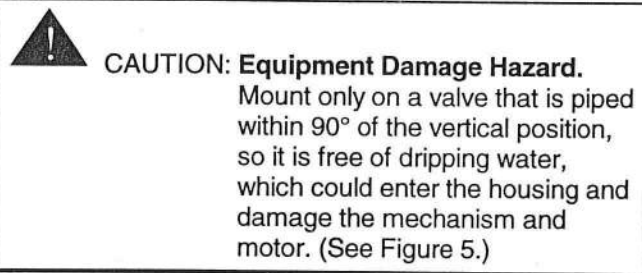 CAUTION: Equipment Damage Hazard.
Mount only on a valve that is piped
within 90° of the vertical position,
so it is free of dripping water,
which could enter the housing and
damage the mechanism and
motor. (See Figure 5.)